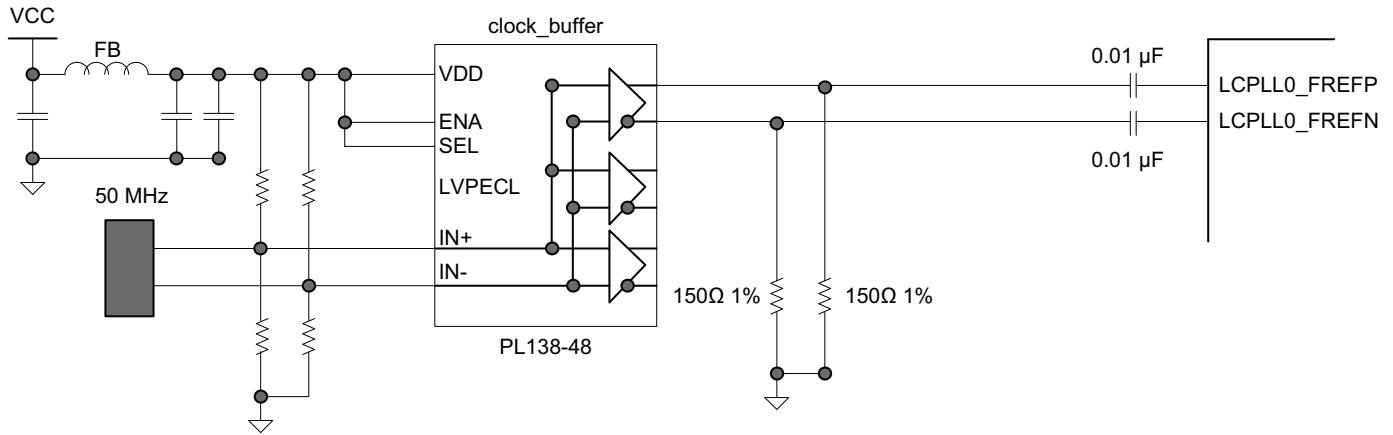 VCC
FB
clock_buffer
VDD
ENA
SEL
LVPECL
50 MHz
IN+
IN-
PL138-48
150Ω 1%
150Ω 1%
0.01 µF
0.01 µF
LCPLL0_FREFP
LCPLL0_FREFN